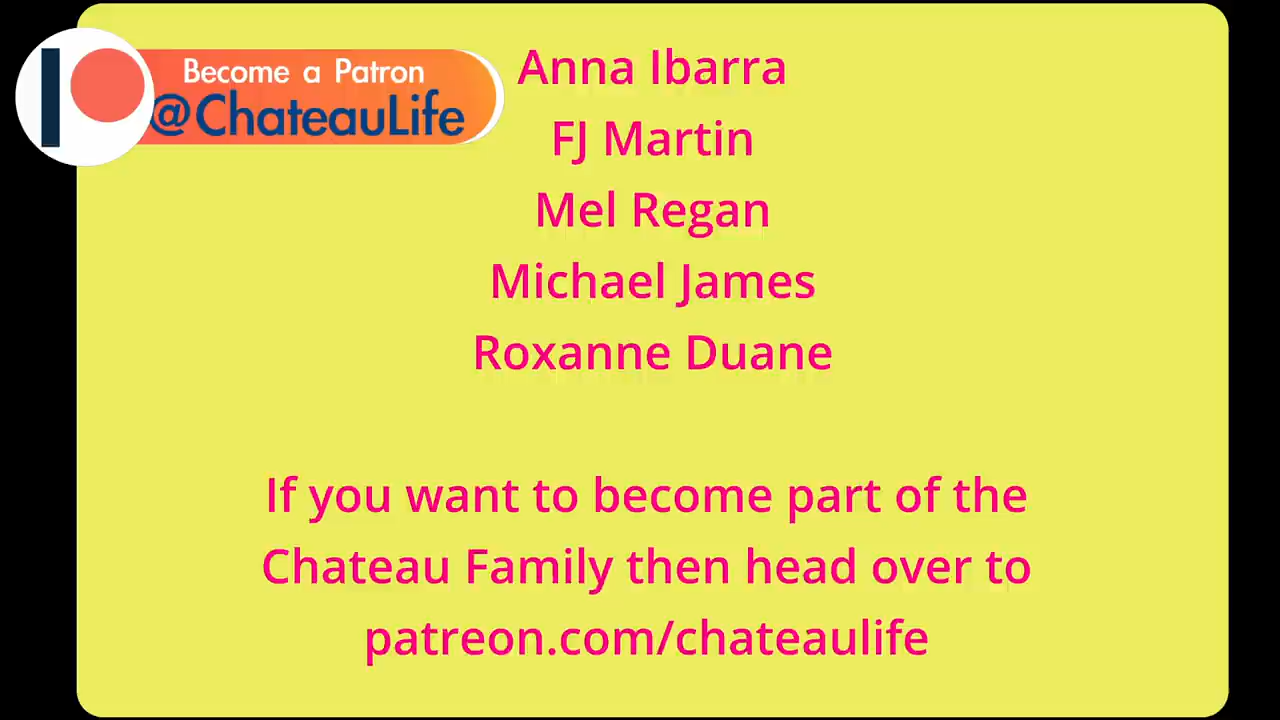 Become a Patron
@ChateauLife
Anna Ibarra
FJ Martin
Mel Regan
Michael James
Roxanne Duane
If you want to become part of the
Chateau Family then head over to
patreon.com/chateaulife